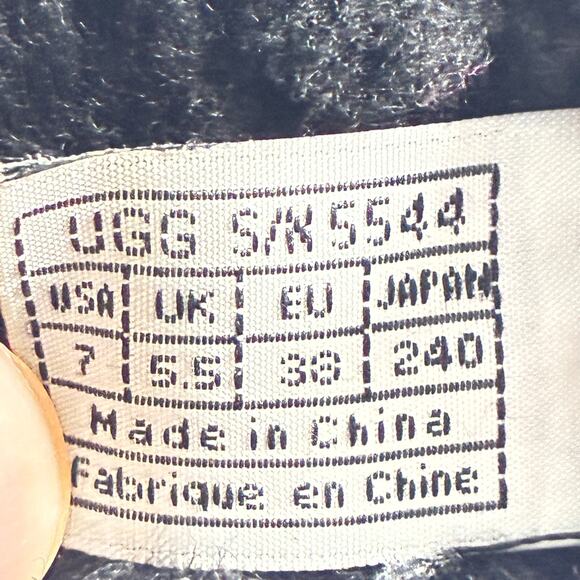 UGG S/N 5544
USA UK EU JAPAN
7 5.5 38 240
Made in China
Fabrique en Chine